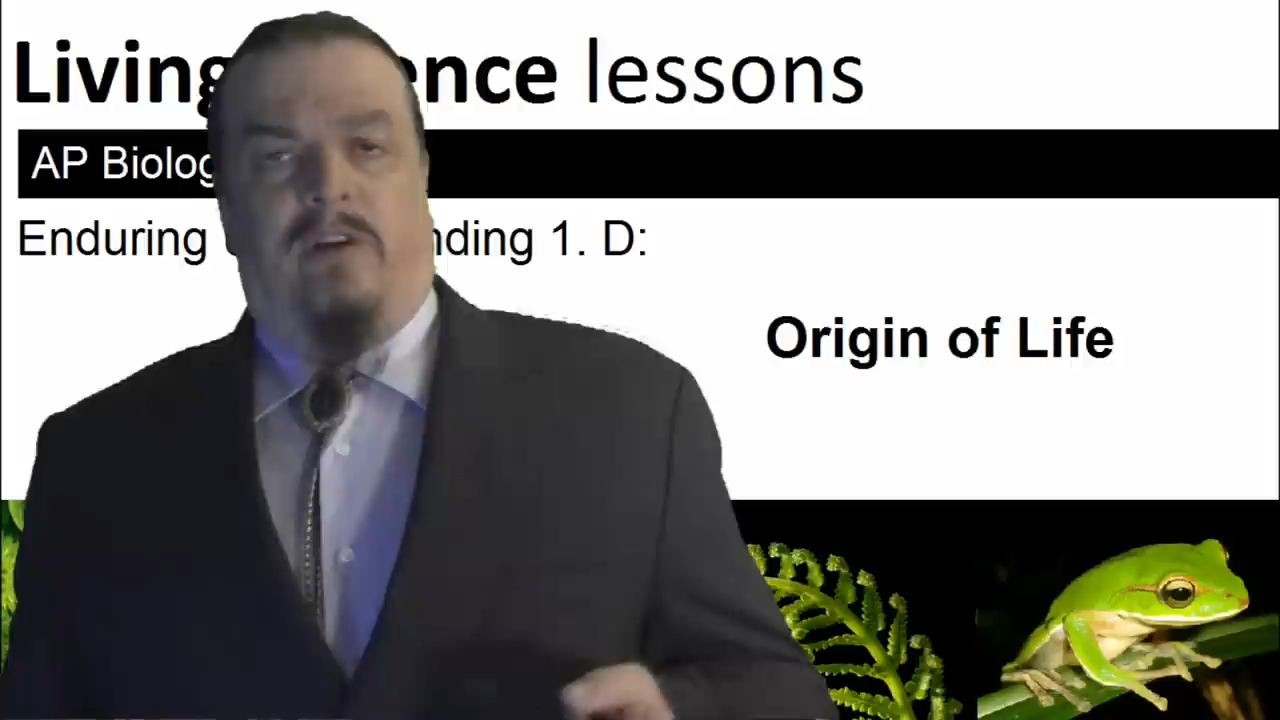 Living ence lessons
AP Biolog
Enduring nding 1. D:
Origin of Life